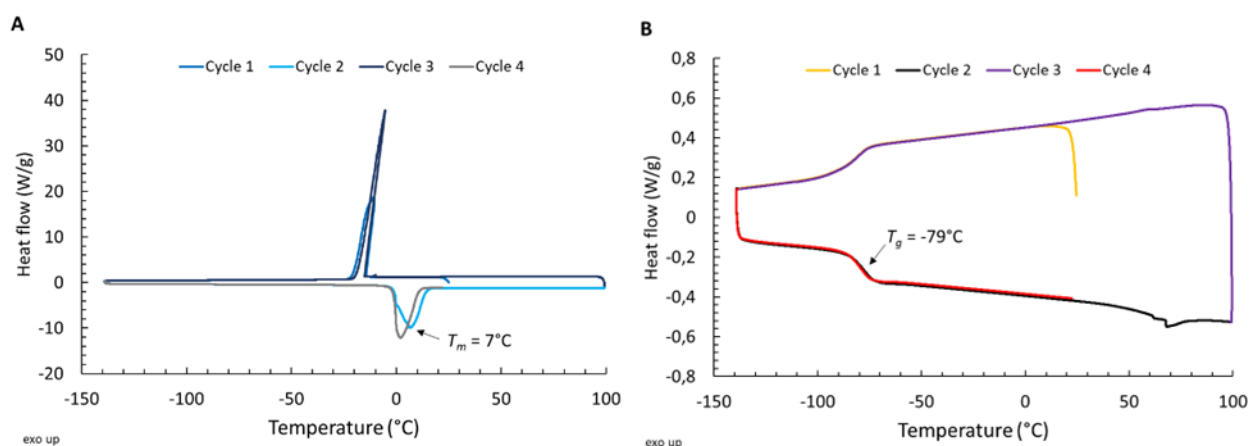 A
Cycle 1 Cycle 2 Cycle 3 Cycle 4
Heat flow (W/g)
50
40
30
20
10
0
-10
-20
-150 -100 -50 0 50 100
Tm = 7°C
Temperature (°C)
exo up
B
Cycle 1 Cycle 2 Cycle 3 Cycle 4
Heat flow (W/g)
0,8
0,6
0,4
0,2
0
-0,2
-0,4
-0,6
-0,8
-150 -100 -50 0 50 100
Tg = -79°C
Temperature (°C)
exo up